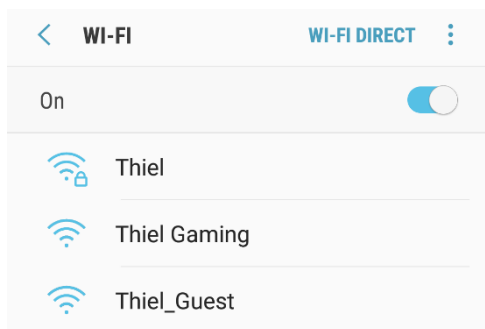 WI-FI WI-FI DIRECT
On
Thiel
Thiel Gaming
Thiel_Guest